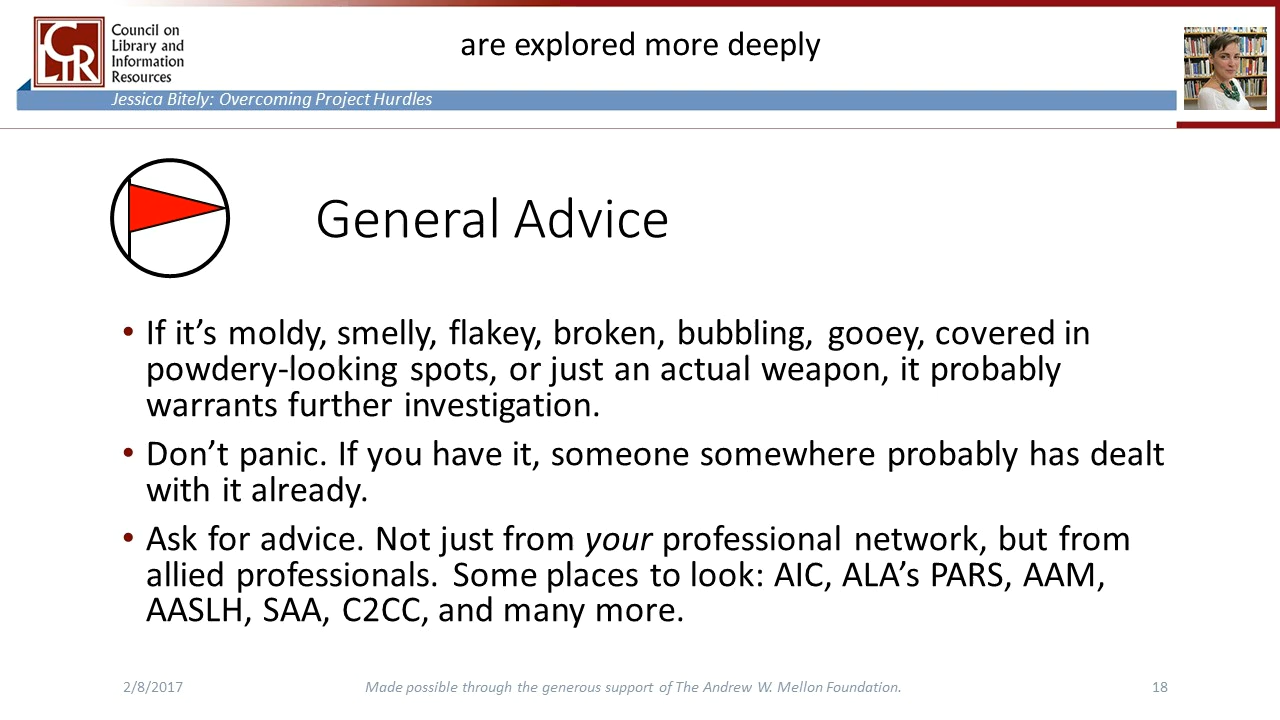 Council on
Library and
Information
Resources
CLIR
are explored more deeply
Jessica Bitely: Overcoming Project Hurdles
General Advice
• If it’s moldy, smelly, flakey, broken, bubbling, gooey, covered in
powdery-looking spots, or just an actual weapon, it probably
warrants further investigation.
• Don’t panic. If you have it, someone somewhere probably has dealt
with it already.
• Ask for advice. Not just from your professional network, but from
allied professionals. Some places to look: AIC, ALA’s PARS, AAM,
AASLH, SAA, C2CC, and many more.
2/8/2017
Made possible through the generous support of The Andrew W. Mellon Foundation.
18